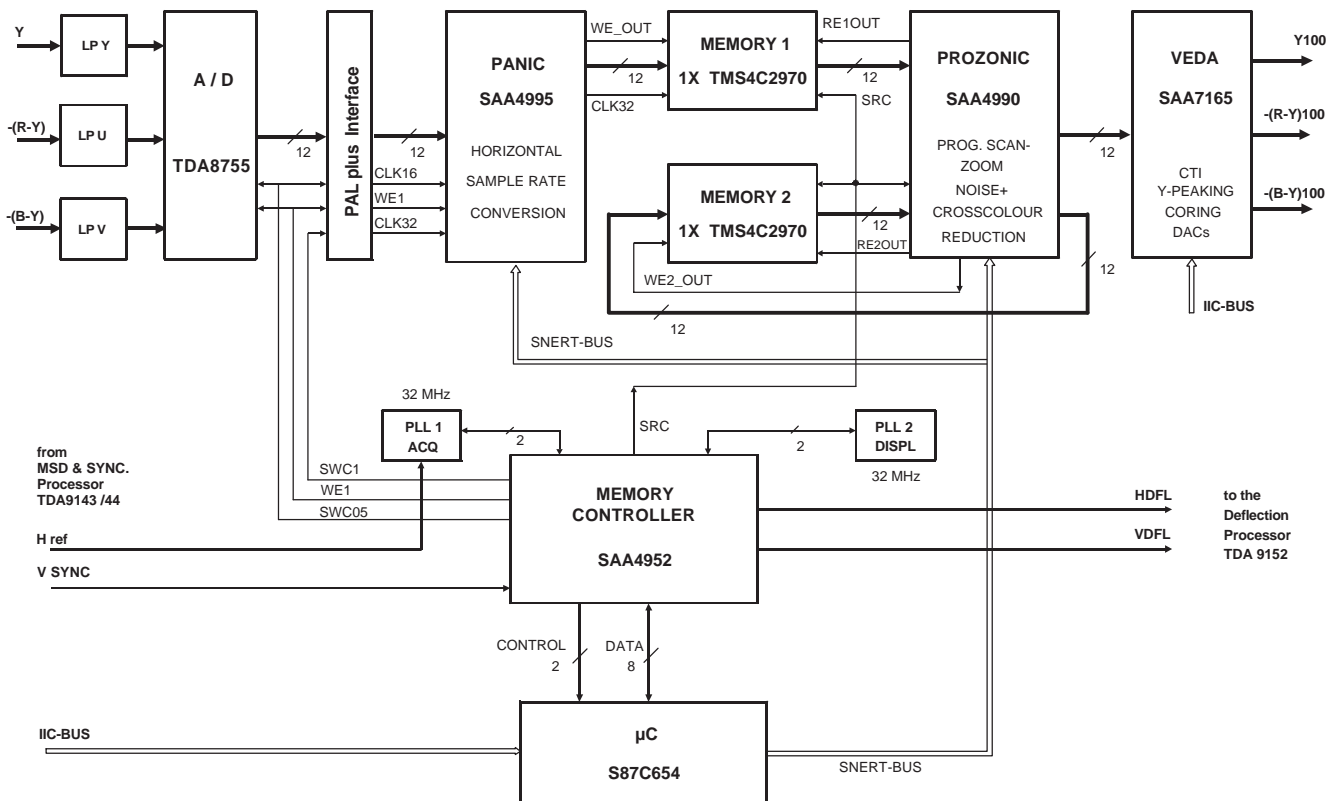 Y
LP Y
-(R-Y)
LP U
-(B-Y)
LP V
A / D
TDA8755
12
PAL plus Interface
12
CLK16
WE1
CLK32
PANIC
SAA4995
HORIZONTAL
SAMPLE RATE
CONVERSION
WE_OUT
12
CLK32
MEMORY 1
1X TMS4C2970
RE1OUT
12
SRC
MEMORY 2
1X TMS4C2970
12
RE2OUT
WE2_OUT
12
12
PROZONIC
SAA4990
PROG. SCAN-
ZOOM
NOISE+
CROSSCOLOUR
REDUCTION
12
VEDA
SAA7165
CTI
Y-PEAKING
CORING
DACs
Y100
-(R-Y)100
-(B-Y)100
IIC-BUS
SNERT-BUS
32 MHz
PLL 1
ACQ
2
SRC
2
PLL 2
DISPL
32 MHz
from
MSD & SYNC.
Processor
TDA9143 /44
SWC1
WE1
SWC05
H ref
V SYNC
MEMORY
CONTROLLER
SAA4952
HDFL
VDFL
to the
Deflection
Processor
TDA 9152
CONTROL
2
DATA
8
IIC-BUS
µC
S87C654
SNERT-BUS